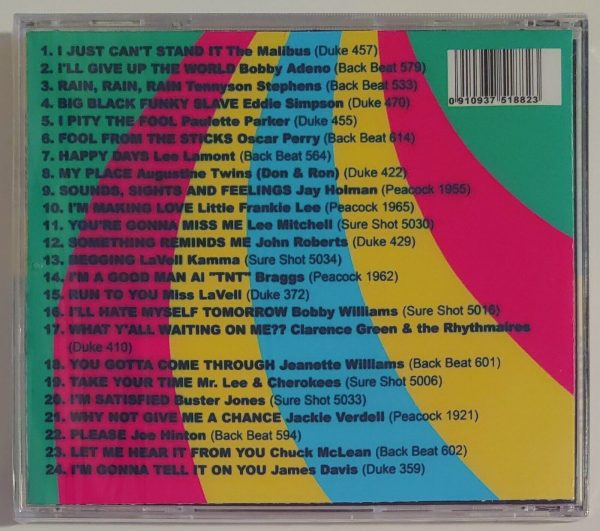 1. I JUST CAN'T STAND IT The Malibus (Duke 457)
2. I'LL GIVE UP THE WORLD Bobby Adeno (Back Beat 579)
3. RAIN, RAIN, RAIN Tennyson Stephens (Back Beat 533)
4. BIG BLACK FUNKY SLAVE Eddie Simpson (Duke 470)
5. I PITY THE FOOL Paulette Parker (Duke 455)
6. FOOL FROM THE STICKS Oscar Perry (Back Beat 614)
7. HAPPY DAYS Lee Lamont (Back Beat 564)
8. MY PLACE Augustine Twins (Don & Ron) (Duke 422)
9. SOUNDS, SIGHTS AND FEELINGS Jay Holman (Peacock 1955)
10. I'M MAKING LOVE Little Frankie Lee (Peacock 1965)
11. YOU'RE GONNA MISS ME Lee Mitchell (Sure Shot 5030)
12. SOMETHING REMINDS ME John Roberts (Duke 429)
13. MEGGING LaVell Kamma (Sure Shot 5034)
14. I'M A GOOD MAN Al "TNT" Braggs (Peacock 1962)
15. RUN TO YOU Miss LaVell (Duke 372)
16. I'LL HATE MYSELF TOMORROW Bobby Williams (Sure Shot 5016)
17. WHAT Y'ALL WAITING ON ME?? Clarence Green & the Rhythmaires
(Duke 410)
18. YOU GOTTA COME THROUGH Jeanette Williams (Back Beat 601)
19. TAKE YOUR TIME Mr. Lee & Cherokees (Sure Shot 5006)
20. I'M SATISFIED Buster Jones (Sure Shot 5033)
21. WHY NOT GIVE ME A CHANCE Jackie Verdell (Peacock 1921)
22. PLEASE Joe Hinton (Back Beat 594)
23. LET ME HEAR IT FROM YOU Chuck McLean (Back Beat 602)
24. I'M GONNA TELL IT ON YOU James Davis (Duke 359)
0 910937 518823